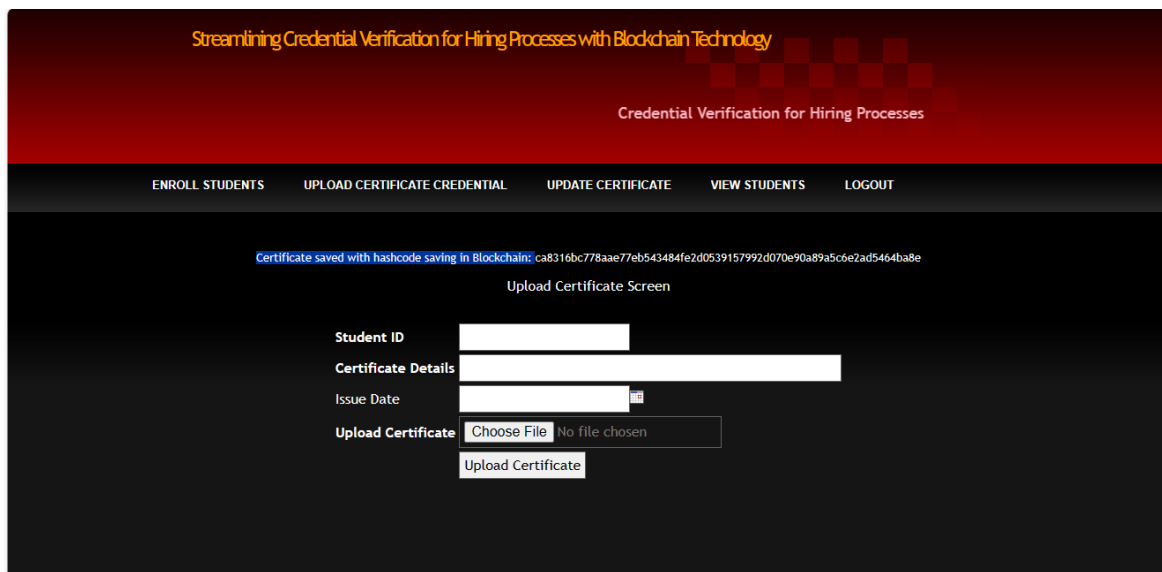 Streamlining Credential Verification for Hiring Processes with Blockchain Technology
Credential Verification for Hiring Processes
ENROLL STUDENTS UPLOAD CERTIFICATE CREDENTIAL UPDATE CERTIFICATE VIEW STUDENTS LOGOUT
Certificate saved with hashcode saving in Blockchain: ca8316bc778aae77eb543484fe2d0539157992d070e90a89a5c6e2ad5464ba8e
Upload Certificate Screen
Student ID
Certificate Details
Issue Date
Upload Certificate Choose File No file chosen
Upload Certificate